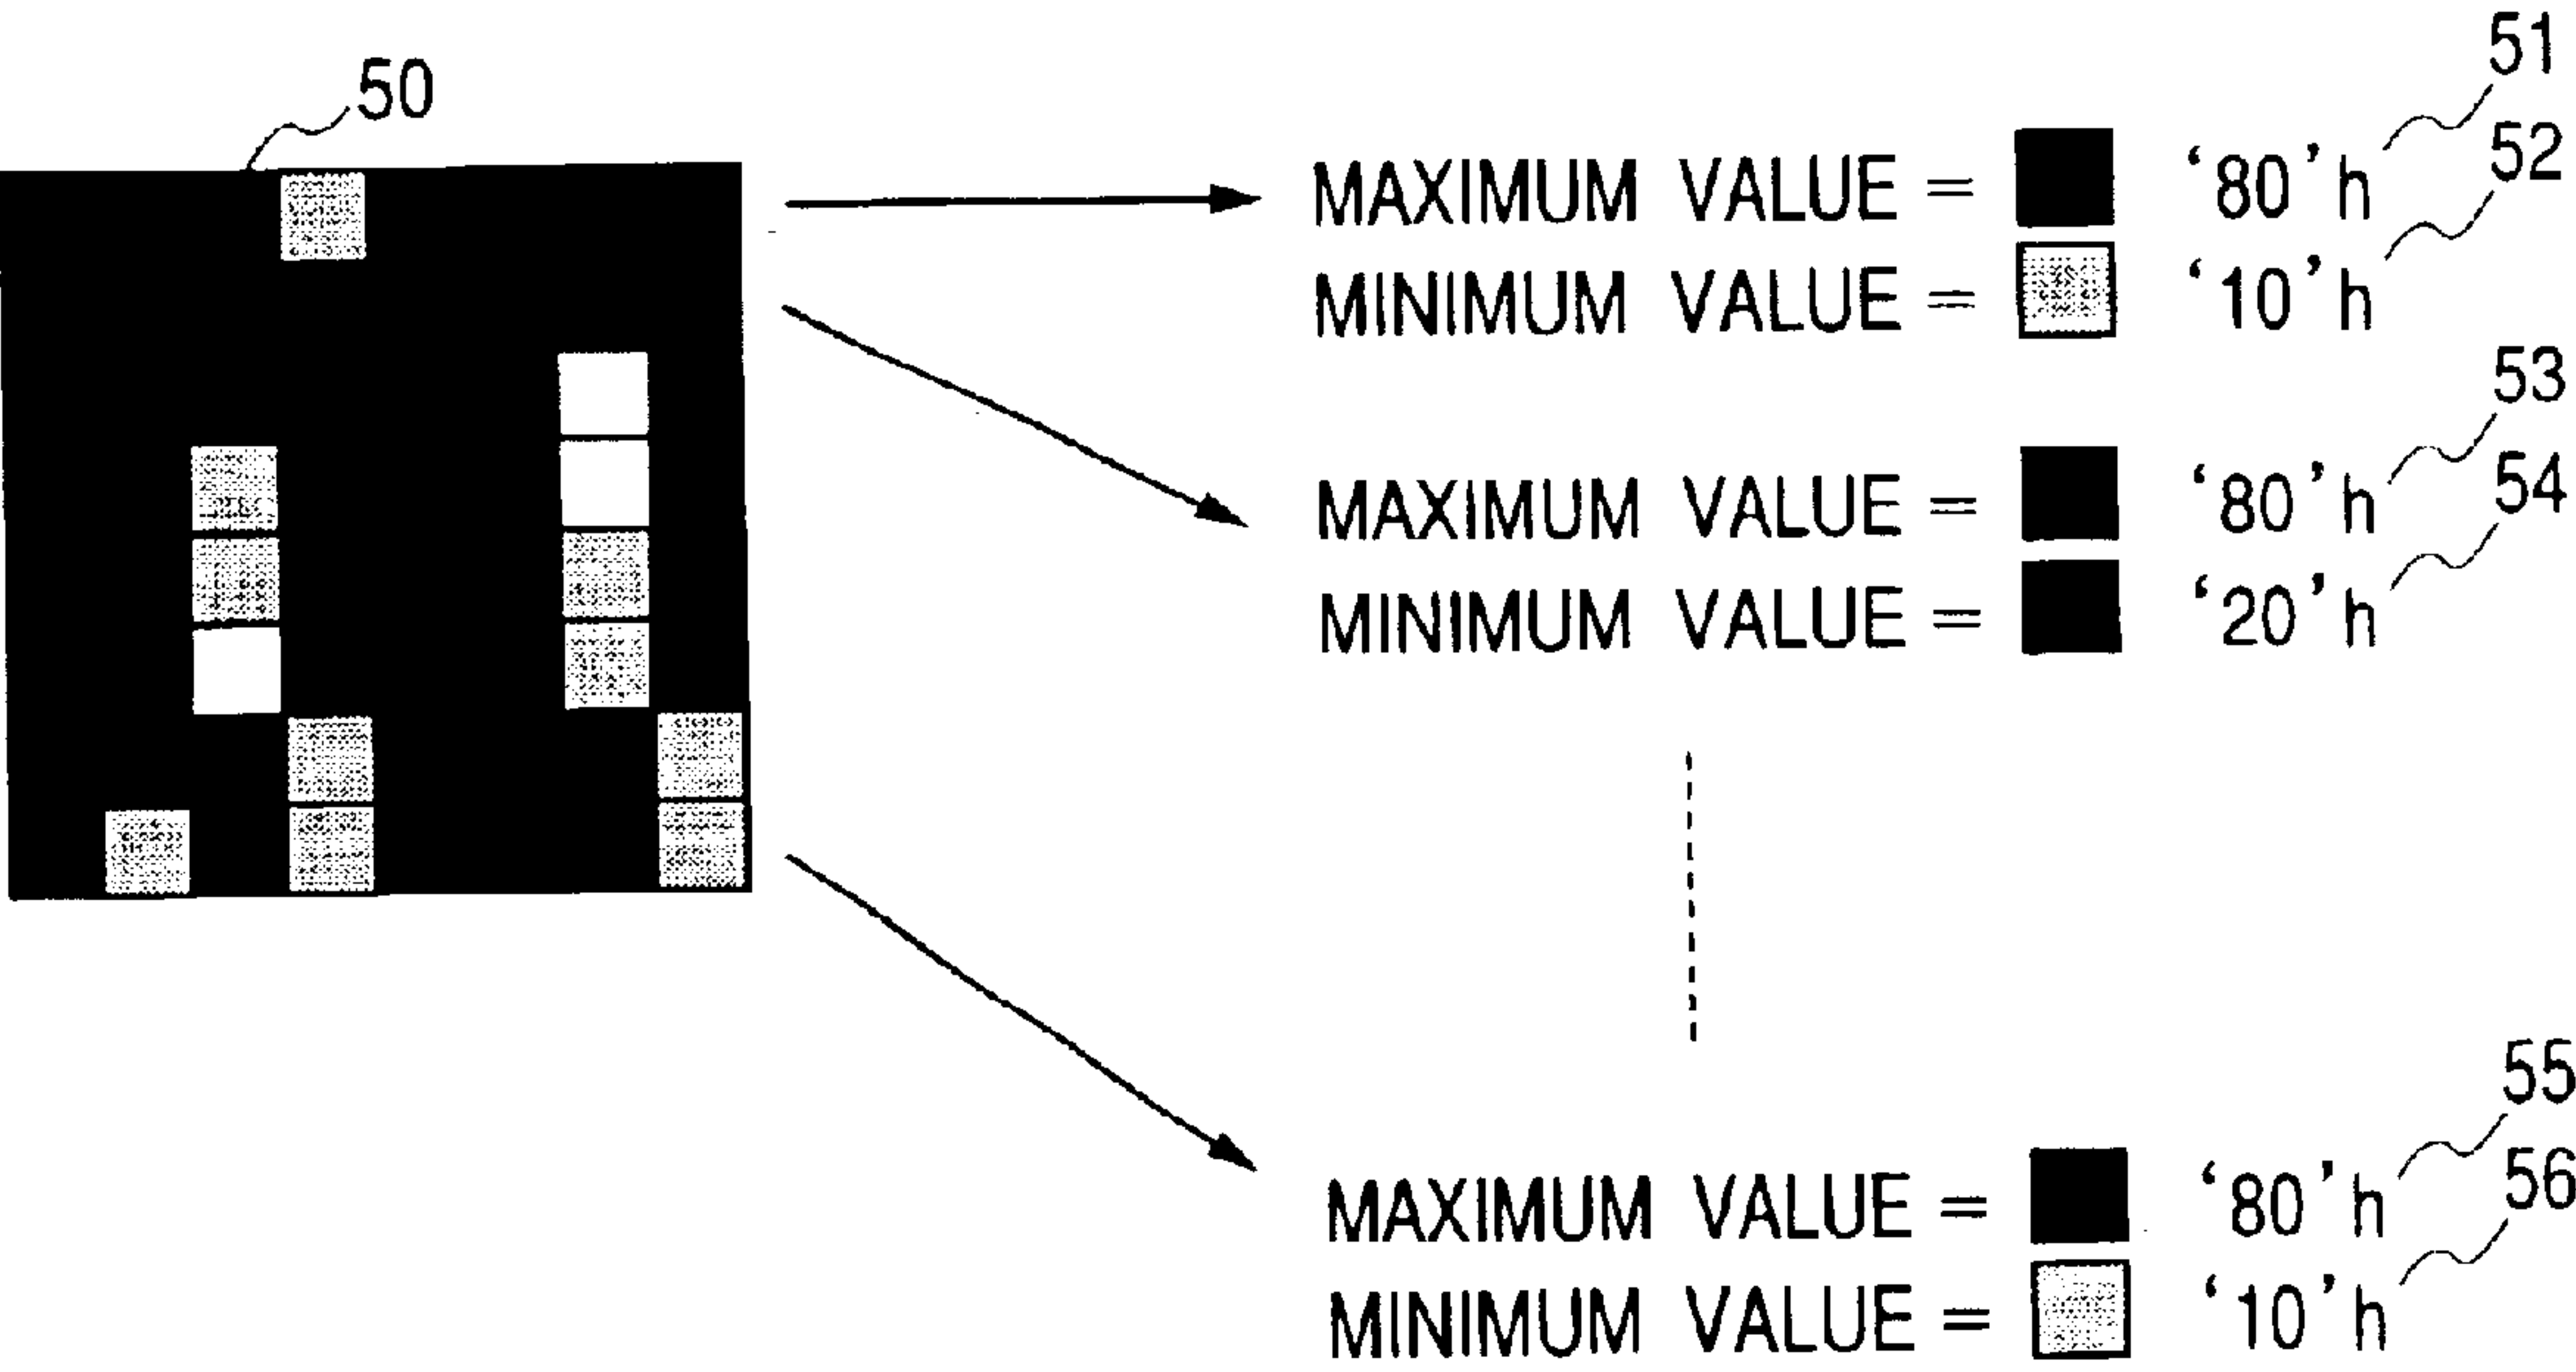 50
51
MAXIMUM VALUE = '80'h
52
MINIMUM VALUE = '10'h
53
MAXIMUM VALUE = '80'h
54
MINIMUM VALUE = '20'h
55
MAXIMUM VALUE = '80'h
56
MINIMUM VALUE = '10'h